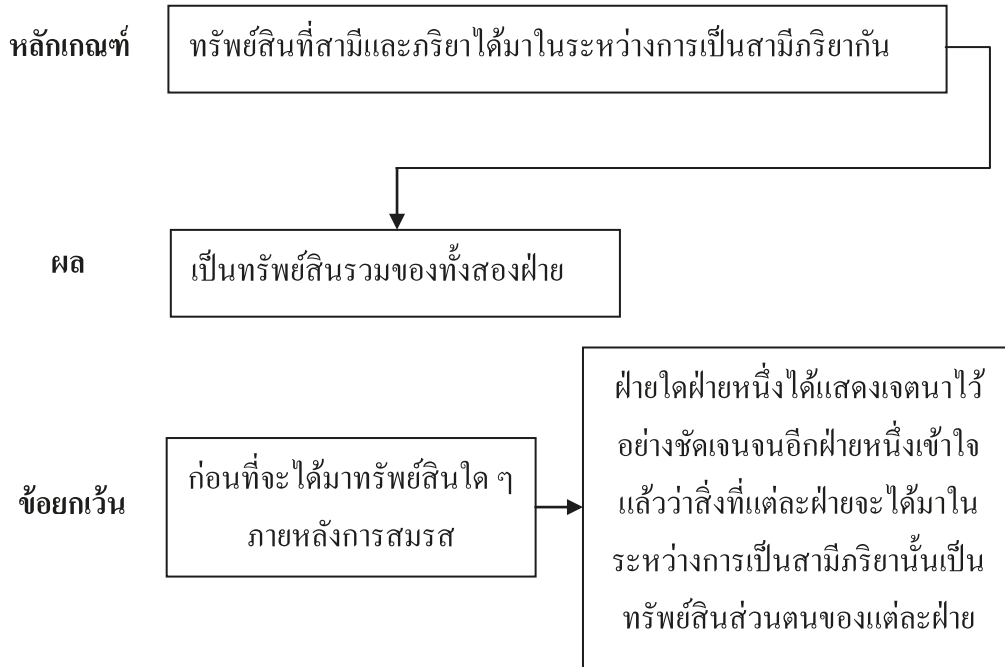 หลักเกณฑ์
ทรัพย์สินที่สามีและภริยาได้มาในระหว่างการเป็นสามีภริยากัน
ผล
เป็นทรัพย์สินรวมของทั้งสองฝ่าย
ข้อยกเว้น
ก่อนที่จะได้มาทรัพย์สินใด ๆ
ภายหลังการสมรส
ฝ่ายใดฝ่ายหนึ่งได้แสดงเจตนาไว้
อย่างชัดเจนจนอีกฝ่ายหนึ่งเข้าใจ
แล้วว่าสิ่งที่แต่ละฝ่ายจะได้มาใน
ระหว่างการเป็นสามีภริยานั้นเป็น
ทรัพย์สินส่วนตนของแต่ละฝ่าย